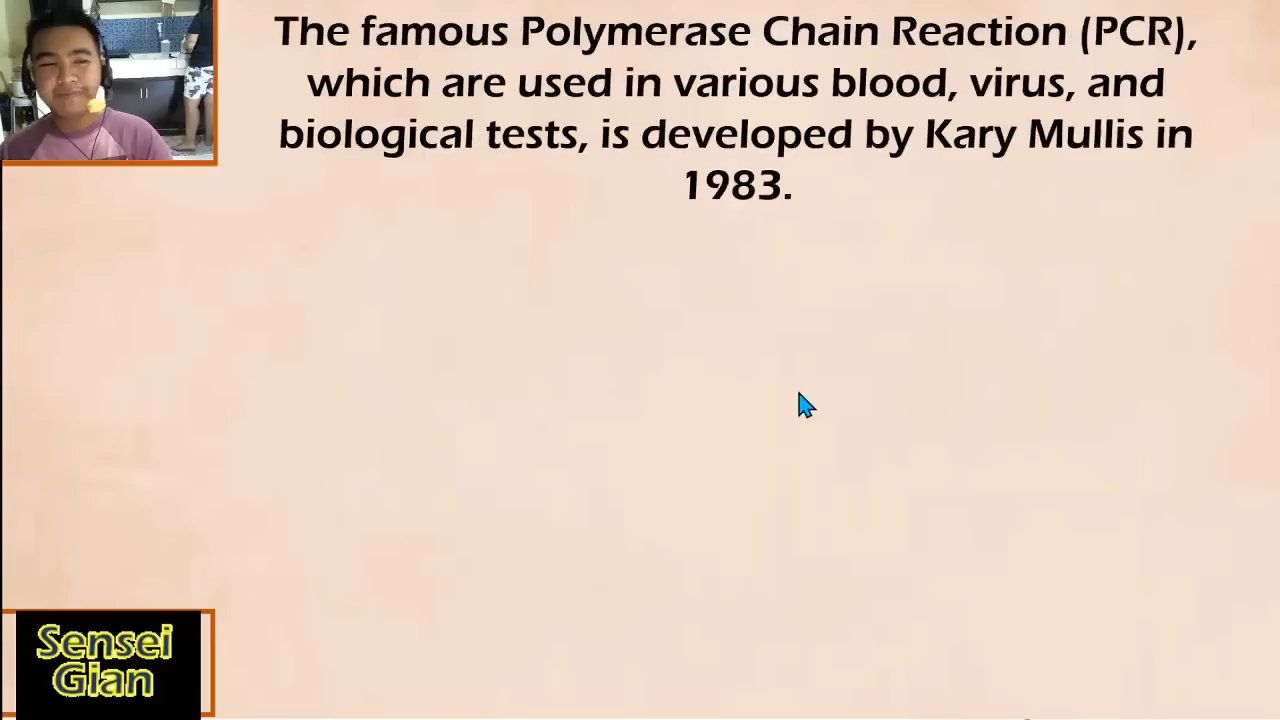 The famous Polymerase Chain Reaction (PCR),
which are used in various blood, virus, and
biological tests, is developed by Kary Mullis in
1983.
Sensei
Gian